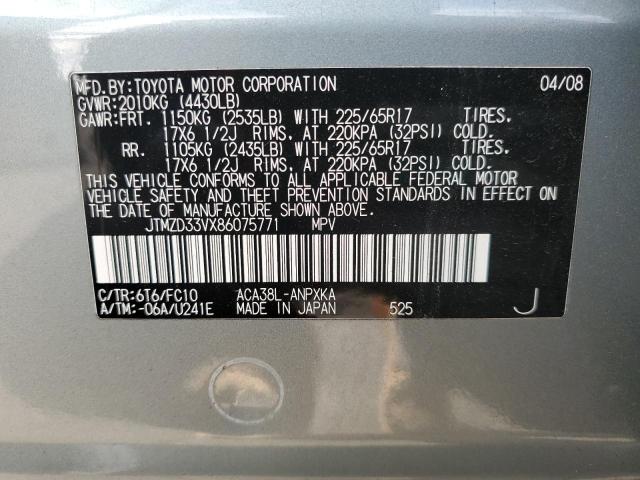 MFD.BY:TOYOTA MOTOR CORPORATION 04/08
GVWR:2010KG (4430LB)
GAWR:FRT. 1150KG (2535LB) WITH 225/65R17 TIRES.
17X6 1/2J RIMS. AT 220KPA (32PSI) COLD.
RR. 1105KG (2435LB) WITH 225/65R17 TIRES.
17X6 1/2J RIMS. AT 220KPA (32PSI) COLD.
THIS VEHICLE CONFORMS TO ALL APPLICABLE FEDERAL MOTOR
VEHICLE SAFETY AND THEFT PREVENTION STANDARDS IN EFFECT ON
THE DATE OF MANUFACTURE SHOWN ABOVE.
JTMZD33VX86075771 MPV
C/TR:6T6/FC10 ACA38L-ANPXKA
A/TM:-06A/U241E MADE IN JAPAN 525 J